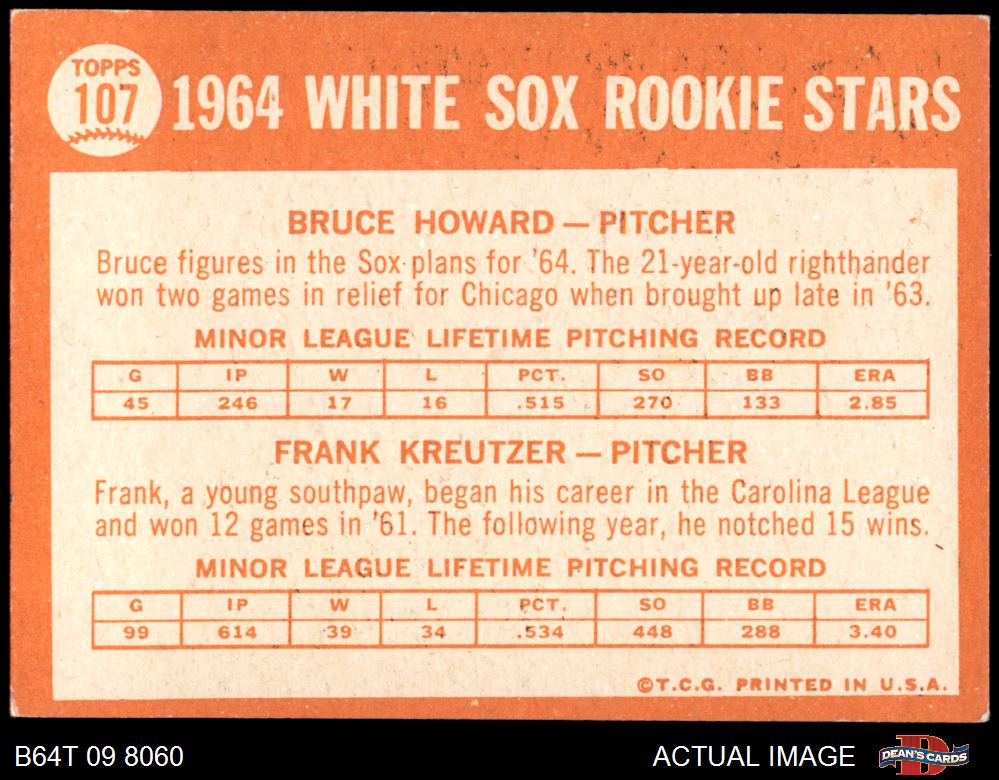 TOPPS
107
1964 WHITE SOX ROOKIE STARS
BRUCE HOWARD — PITCHER
Bruce figures in the Sox plans for '64. The 21-year-old righthander
won two games in relief for Chicago when brought up late in '63.
MINOR LEAGUE LIFETIME PITCHING RECORD
G IP W L PCT. SO BB ERA
45 246 17 16 .515 270 133 2.85
FRANK KREUTZER — PITCHER
Frank, a young southpaw, began his career in the Carolina League
and won 12 games in '61. The following year, he notched 15 wins.
MINOR LEAGUE LIFETIME PITCHING RECORD
G IP W L PCT. SO BB ERA
99 614 39 34 .534 448 288 3.40
©T.C.G. PRINTED IN U.S.A.
B64T 09 8060
ACTUAL IMAGE
DEAN'S CARDS